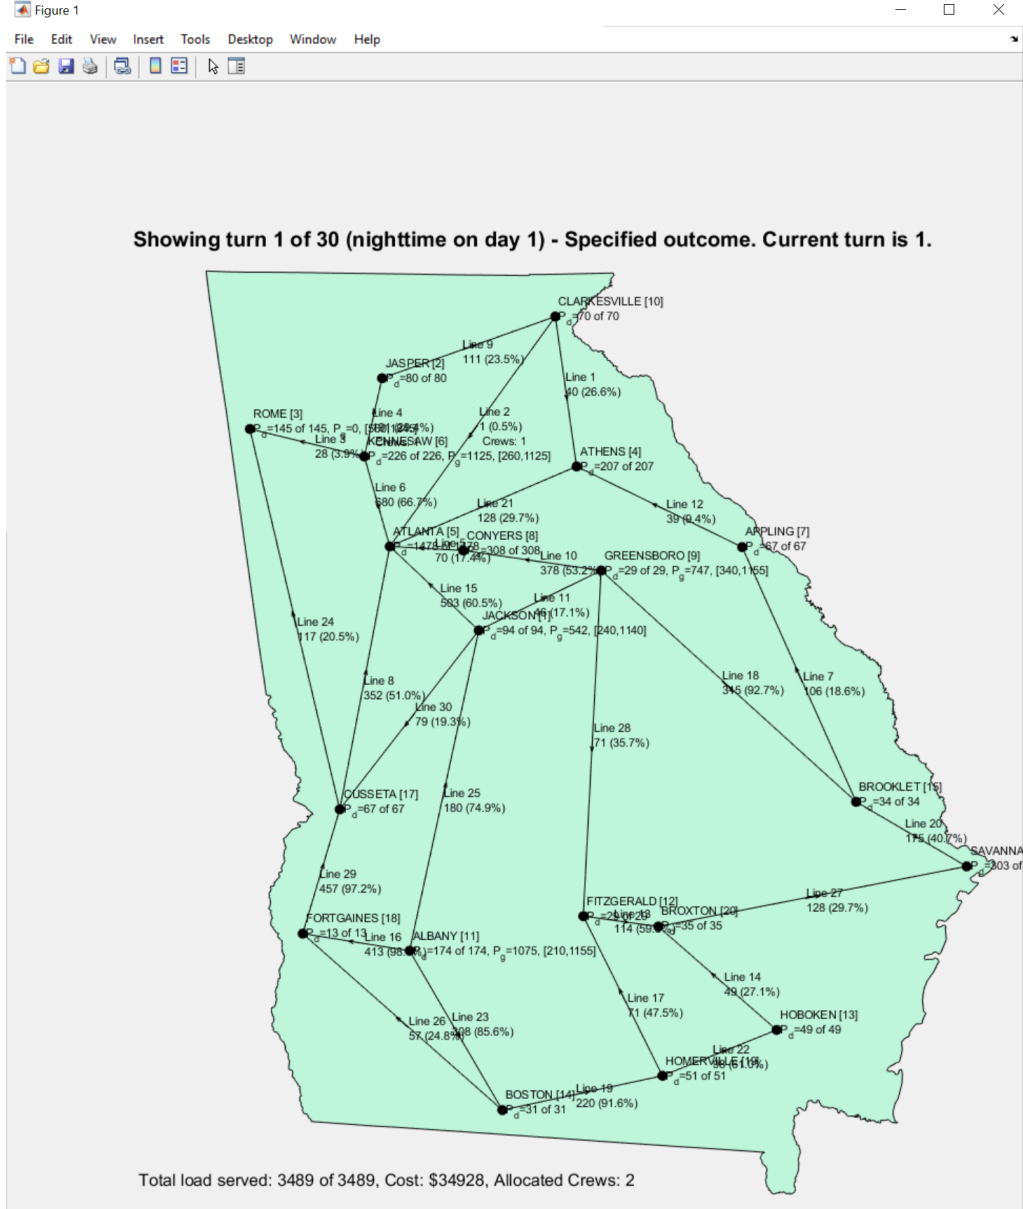 Figure 1
File Edit View Insert Tools Desktop Window Help
Showing turn 1 of 30 (nighttime on day 1) - Specified outcome. Current turn is 1.
CLARKESVILLE [10]
P_d=70 of 70
Line 9
111 (23.5%)
JASPER [2]
P_d=80 of 80
Line 1
40 (26.6%)
ROME [3]
P_d=145 of 145, P_g=0,
Line 4
Line 2
1 (0.5%)
Crews: 1
Line 3
28 (3.9%)
KENNESAW [6]
P_d=226 of 226, P_g=1125, [260,1125]
ATHENS [4]
P_d=207 of 207
Line 6
680 (66.7%)
Line 21
128 (29.7%)
Line 12
39 (9.4%)
ATLANTA [5]
CONYERS [8]
P_d=308 of 308
70 (17.4%)
APPLING [7]
P_d=67 of 67
Line 10
378 (53.2%)
GREENSBORO [9]
P_d=29 of 29, P_g=747, [340,1155]
Line 15
503 (60.5%)
Line 11
46 (17.1%)
JACKSON [1]
P_d=94 of 94, P_g=542, [240,1140]
Line 24
117 (20.5%)
Line 8
352 (51.0%)
Line 30
79 (19.3%)
Line 18
315 (92.7%)
Line 7
106 (18.6%)
Line 28
71 (35.7%)
CUSSETA [17]
P_d=67 of 67
Line 25
180 (74.9%)
BROOKLET [15]
P_d=34 of 34
Line 20
175 (40.7%)
SAVANNA
P_d=303 of
Line 29
457 (97.2%)
Line 27
128 (29.7%)
FORTGAINES [18]
P_d=13 of 13
Line 16
413
ALBANY [11]
P_d=174 of 174, P_g=1075, [210,1155]
FITZGERALD [12]
Line 13
114
BROXTON [20]
P_d=35 of 35
Line 14
49 (27.1%)
Line 17
71 (47.5%)
Line 26
57 (24.8%)
Line 23
(85.6%)
HOBOKEN [13]
P_d=49 of 49
Line 22
HOMERVILLE [19]
P_d=51 of 51
BOSTON [14]
P_d=31 of 31
Line 19
220 (91.6%)
Total load served: 3489 of 3489, Cost: $34928, Allocated Crews: 2